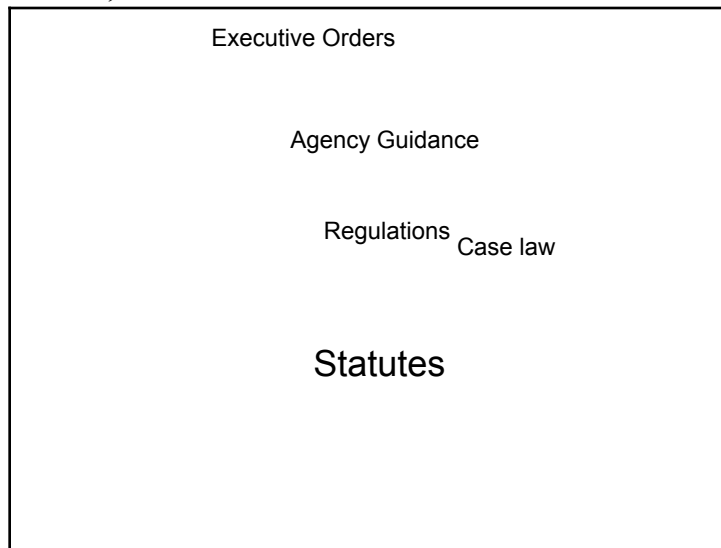 Executive Orders
Agency Guidance
Regulations
Case law
Statutes